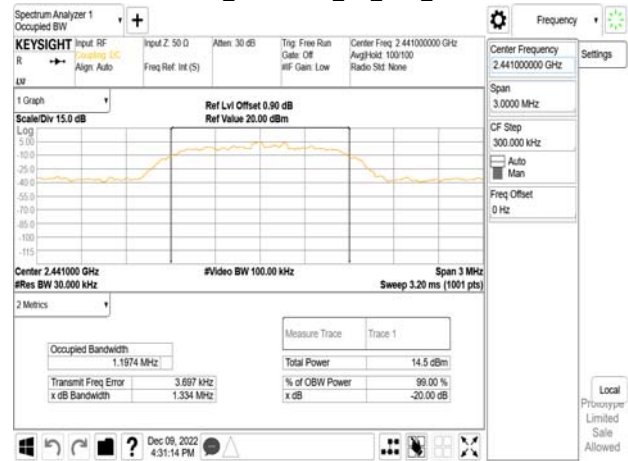 Spectrum Analyzer 1
Occupied BW
Frequency
KEYSIGHT
R
LU
Input: RF
Coupling: DC
Align: Auto
Input Z: 50 Ω
Freq Ref: Int (S)
Atten: 30 dB
Trig: Free Run
Gate: Off
#IF Gain: Low
Center Freq: 2.441000000 GHz
Avg|Hold: 100/100
Radio Std: None
1 Graph
Scale/Div 15.0 dB
Ref Lvl Offset 0.90 dB
Ref Value 20.00 dBm
Log
5.00
-10.0
-25.0
-40.0
-55.0
-70.0
-85.0
-100
-115
Center 2.441000 GHz
#Res BW 30.000 kHz
#Video BW 100.00 kHz
Span 3 MHz
Sweep 3.20 ms (1001 pts)
2 Metrics
Measure Trace Trace 1
Occupied Bandwidth
1.1974 MHz
Total Power 14.5 dBm
Transmit Freq Error 3.697 kHz
% of OBW Power 99.00 %
x dB Bandwidth 1.334 MHz
x dB -20.00 dB
Center Frequency
2.441000000 GHz
Settings
Span
3.0000 MHz
CF Step
300.000 kHz
Auto
Man
Freq Offset
0 Hz
Local
Prototype
Limited
Sale
Allowed
Dec 09, 2022
4:31:14 PM